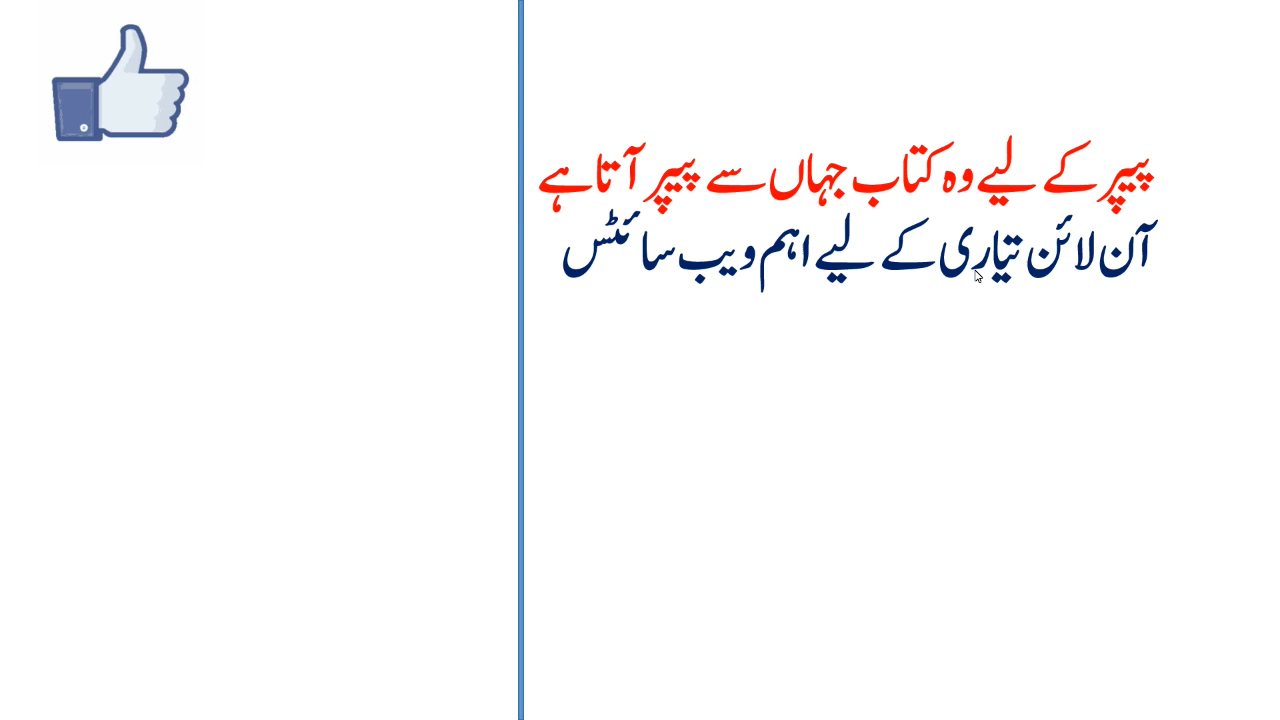 پیپر کے لیے وہ کتاب جہاں سے پیپر آتا ہے
آن لائن تیاری کے لیے اہم ویب سائٹس